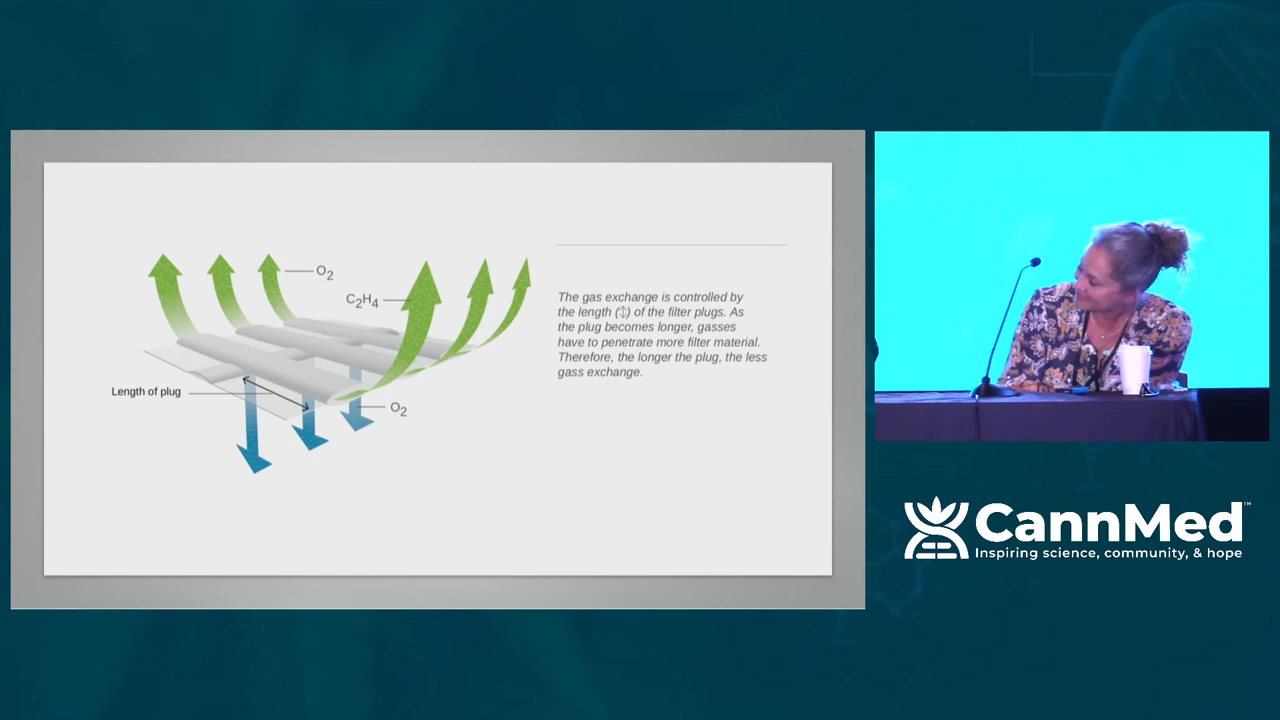 O2
C2H4
Length of plug
O2
The gas exchange is controlled by
the length (↕) of the filter plugs. As
the plug becomes longer, gasses
have to penetrate more filter material.
Therefore, the longer the plug, the less
gass exchange.
CannMed™
Inspiring science, community, & hope